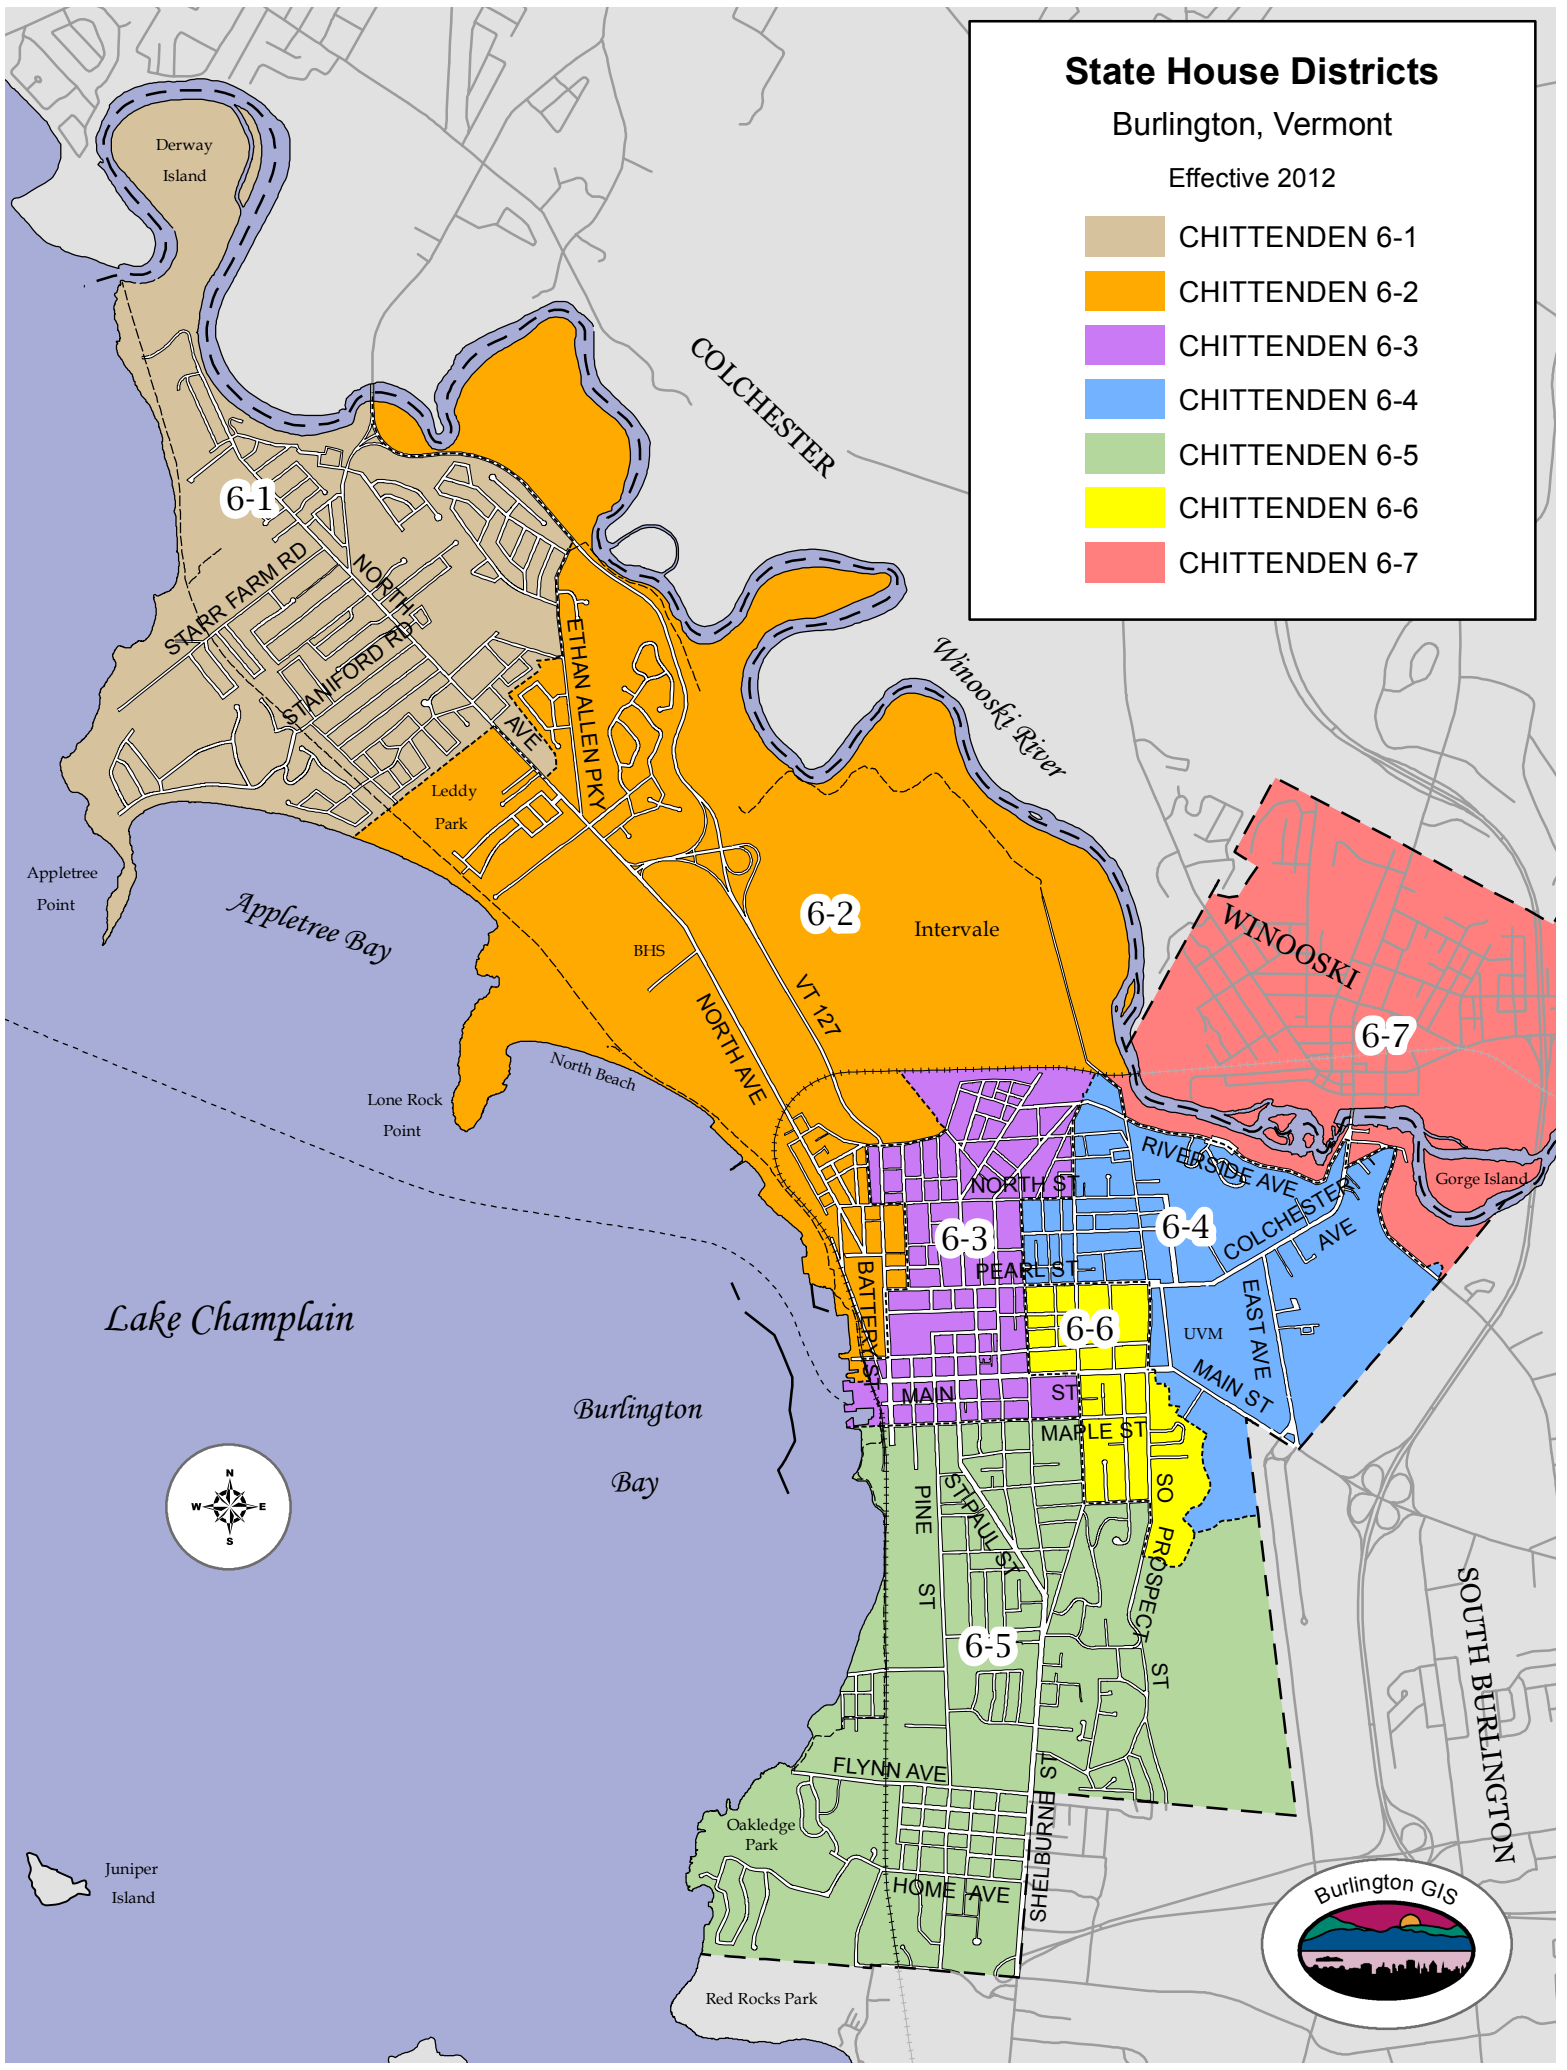 State House Districts
Burlington, Vermont
Effective 2012
CHITTENDEN 6-1
CHITTENDEN 6-2
CHITTENDEN 6-3
CHITTENDEN 6-4
CHITTENDEN 6-5
CHITTENDEN 6-6
CHITTENDEN 6-7
Derway
Island
COLCHESTER
6-1
STARR FARM RD
NORTH
STANIFORD RD
AVE
ETHAN ALLEN PKY
Winooski River
Leddy
Park
Appletree
Point
Appletree Bay
6-2
Intervale
BHS
VT 127
NORTH AVE
WINOOSKI
6-7
North Beach
Lone Rock
Point
RIVERSIDE AVE
NORTH ST
Gorge Island
6-3
6-4
COLCHESTER
AVE
PEARL ST
BATTERY ST
EAST AVE
6-6
UVM
Lake Champlain
MAIN ST
MAIN
ST
Burlington
Bay
MAPLE ST
N
W
E
S
PINE
ST
ST PAUL ST
SO PROSPECT ST
6-5
SOUTH BURLINGTON
FLYNN AVE
SHELBURNE ST
Oakledge
Park
HOME AVE
Juniper
Island
Red Rocks Park
Burlington GIS